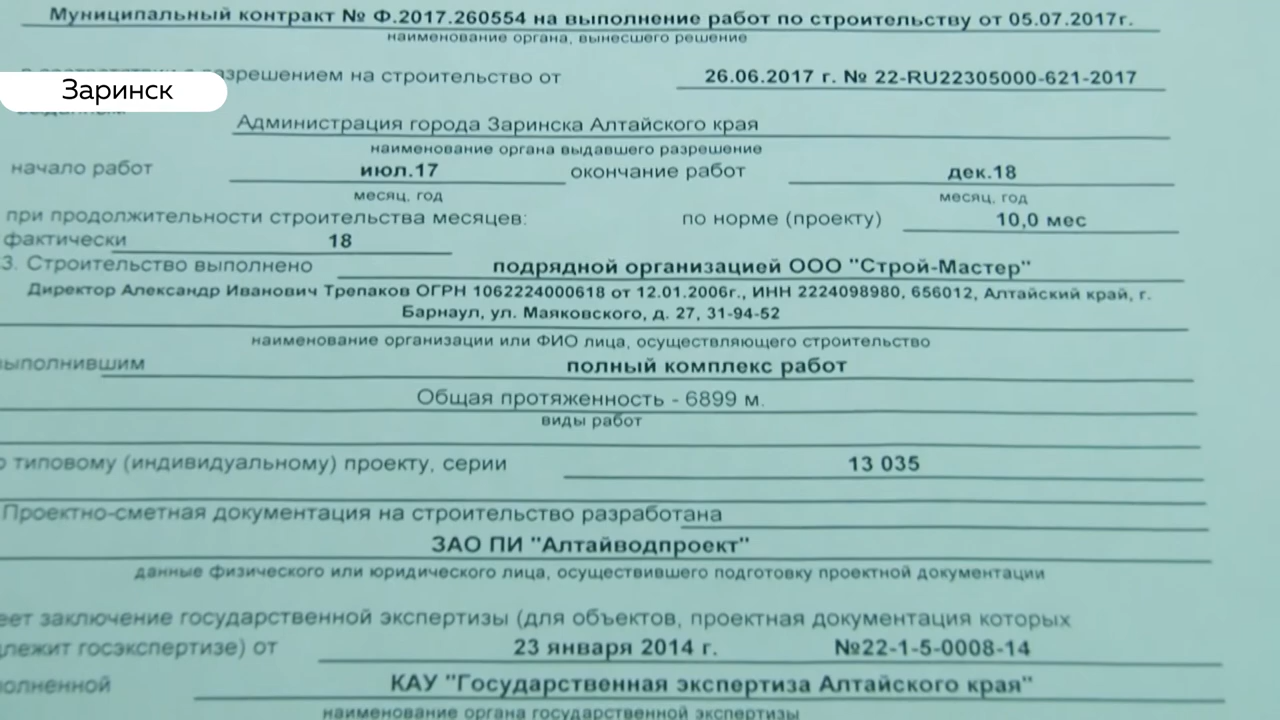 Муниципальный контракт № Ф.2017.260554 на выполнение работ по строительству от 05.07.2017г.
наименование органа, вынесшего решение
разрешением на строительство от 26.06.2017 г. № 22-RU22305000-621-2017
Заринск
Администрация города Заринска Алтайского края
наименование органа выдавшего разрешение
начало работ июл.17 окончание работ дек.18
месяц, год месяц, год
при продолжительности строительства месяцев: по норме (проекту) 10,0 мес
фактически 18
3. Строительство выполнено подрядной организацией ООО "Строй-Мастер"
Директор Александр Иванович Трепаков ОГРН 1062224000618 от 12.01.2006г., ИНН 2224098980, 656012, Алтайский край, г.
Барнаул, ул. Маяковского, д. 27, 31-94-52
наименование организации или ФИО лица, осуществляющего строительство
выполнившим полный комплекс работ
Общая протяженность - 6899 м.
виды работ
о типовому (индивидуальному) проекту, серии 13 035
Проектно-сметная документация на строительство разработана
ЗАО ПИ "Алтайводпроект"
данные физического или юридического лица, осуществившего подготовку проектной документации
еет заключение государственной экспертизы (для объектов, проектная документация которых
длежит госэкспертизе) от 23 января 2014 г. №22-1-5-0008-14
олненной КАУ "Государственная экспертиза Алтайского края"
наименование органа государственной экспертизы